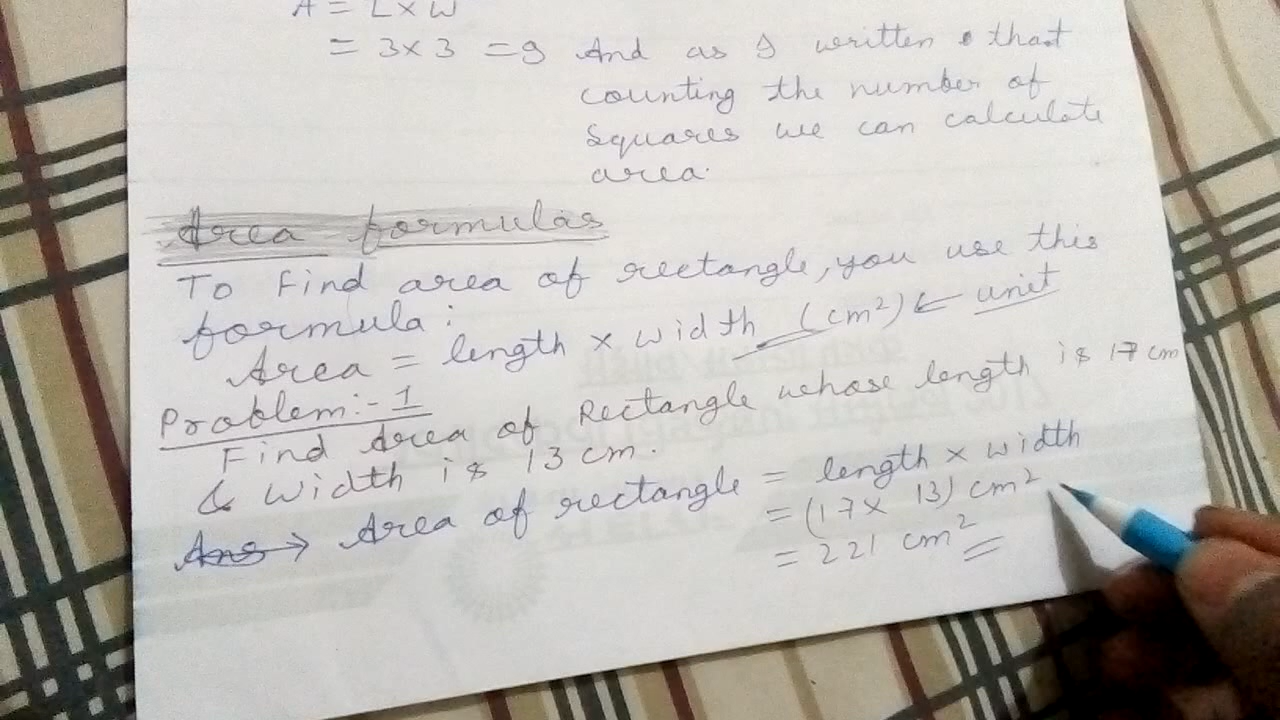 A = L × W
= 3 × 3 = 9 And as I written that
counting the number of
squares we can calculate
area.
Area formulas
To Find area of rectangle, you use this
formula:
Area = length × width (cm²) ← unit
Problem:- 1
Find Area of Rectangle whose length is 17 cm
& width is 13 cm.
Ans → Area of rectangle = length × width
= (17 × 13) cm²
= 221 cm²